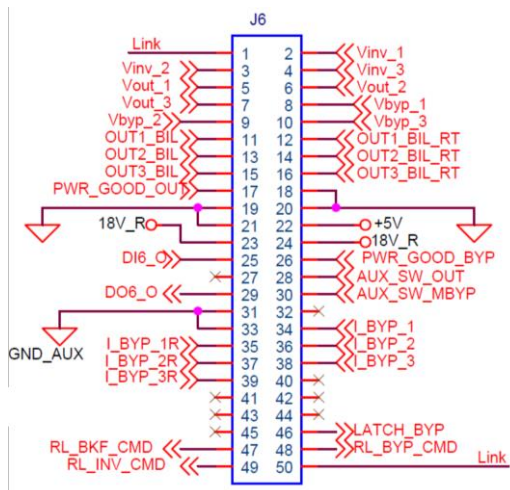 J6
Link 1 2 Vinv_1
Vinv_2 3 4 Vinv_3
Vout_1 5 6 Vout_2
Vout_3 7 8 Vbyp_1
Vbyp_2 9 10 Vbyp_3
OUT1_BIL 11 12 OUT1_BIL_RT
OUT2_BIL 13 14 OUT2_BIL_RT
OUT3_BIL 15 16 OUT3_BIL_RT
PWR_GOOD_OUT 17 18
19 20
18V_R 21 22 +5V
23 24 18V_R
DI6_O 25 26 PWR_GOOD_BYP
27 28 AUX_SW_OUT
DO6_O 29 30 AUX_SW_MBYP
31 32
33 34 I_BYP_1
GND_AUX I_BYP_1R 35 36 I_BYP_2
I_BYP_2R 37 38 I_BYP_3
I_BYP_3R 39 40
41 42
43 44
45 46 LATCH_BYP
RL_BKF_CMD 47 48 RL_BYP_CMD
RL_INV_CMD 49 50 Link